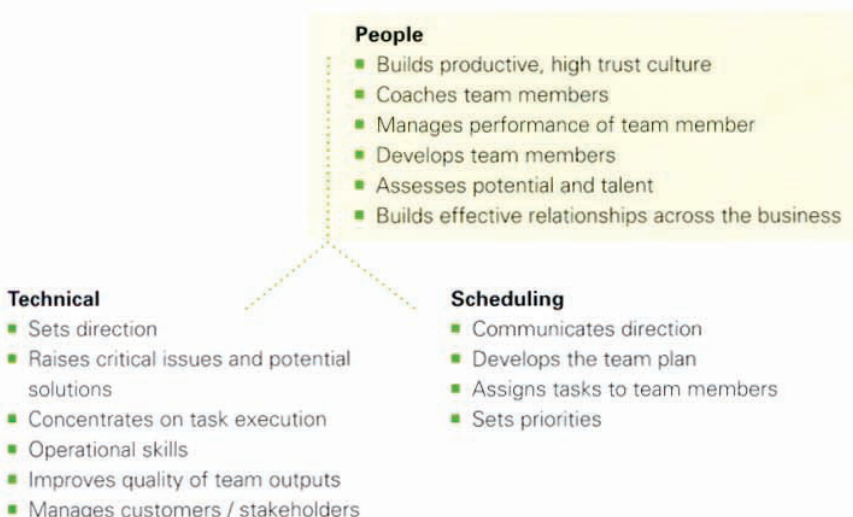 People
▪ Builds productive, high trust culture
▪ Coaches team members
▪ Manages performance of team member
▪ Develops team members
▪ Assesses potential and talent
▪ Builds effective relationships across the business
Technical
▪ Sets direction
▪ Raises critical issues and potential
solutions
▪ Concentrates on task execution
▪ Operational skills
▪ Improves quality of team outputs
▪ Manages customers / stakeholders
Scheduling
▪ Communicates direction
▪ Develops the team plan
▪ Assigns tasks to team members
▪ Sets priorities